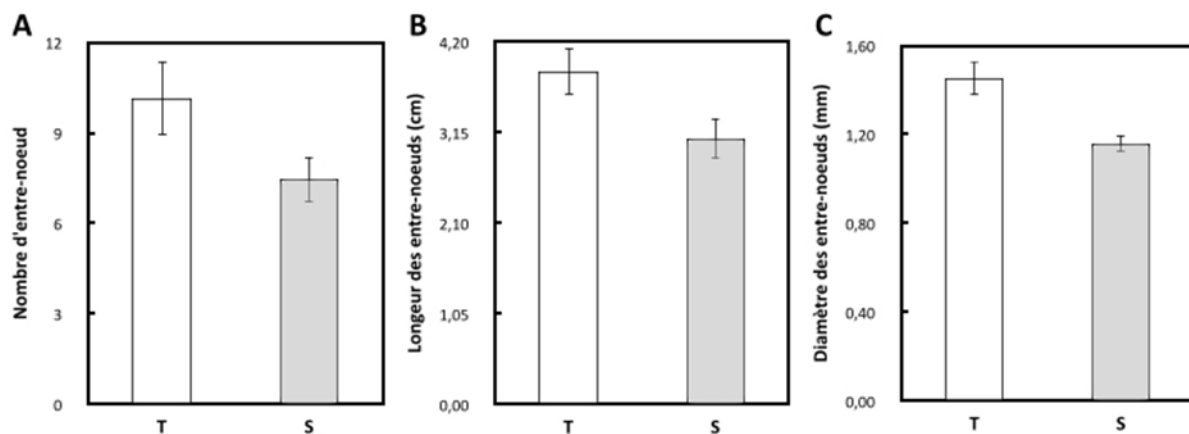 A
Nombre d'entre-noeud
12
9
6
3
0
T S
B
Longeur des entre-noeuds (cm)
4,20
3,15
2,10
1,05
0,00
T S
C
Diamètre des entre-noeuds (mm)
1,60
1,20
0,80
0,40
0,00
T S